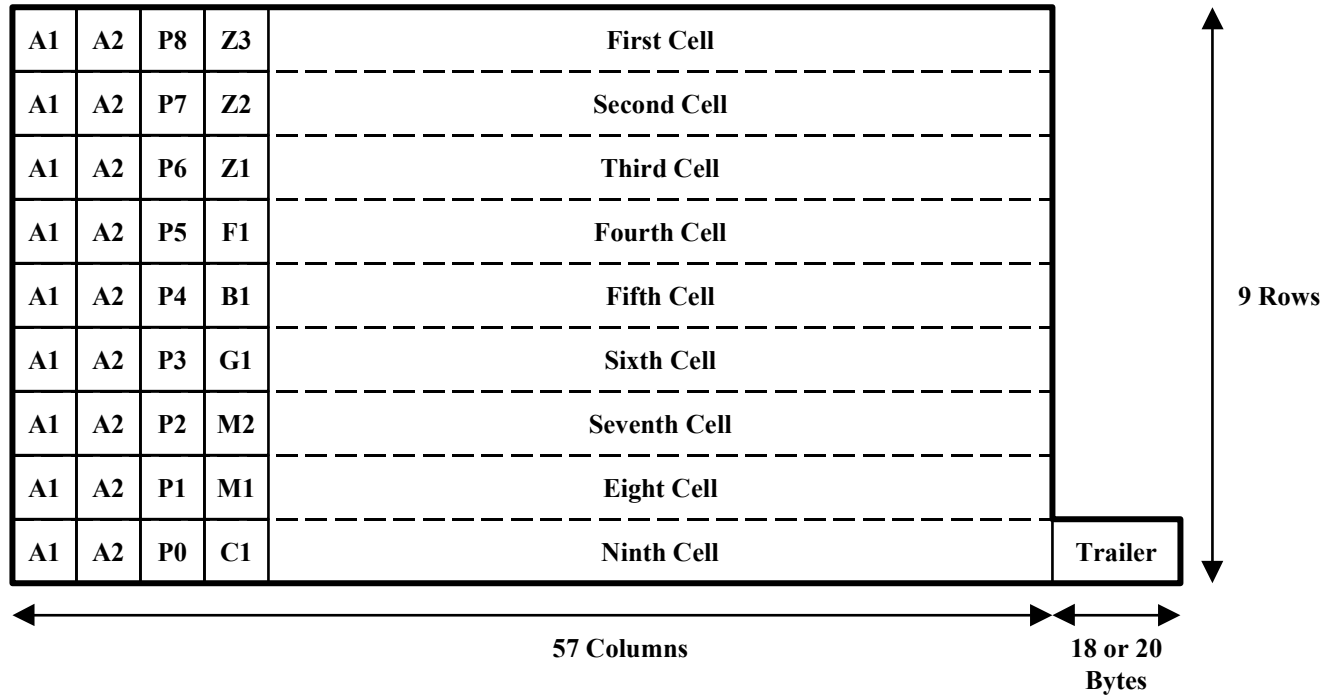 A1 A2 P8 Z3 First Cell
A1 A2 P7 Z2 Second Cell
A1 A2 P6 Z1 Third Cell
A1 A2 P5 F1 Fourth Cell
A1 A2 P4 B1 Fifth Cell
9 Rows
A1 A2 P3 G1 Sixth Cell
A1 A2 P2 M2 Seventh Cell
A1 A2 P1 M1 Eight Cell
A1 A2 P0 C1 Ninth Cell Trailer
57 Columns
18 or 20
Bytes